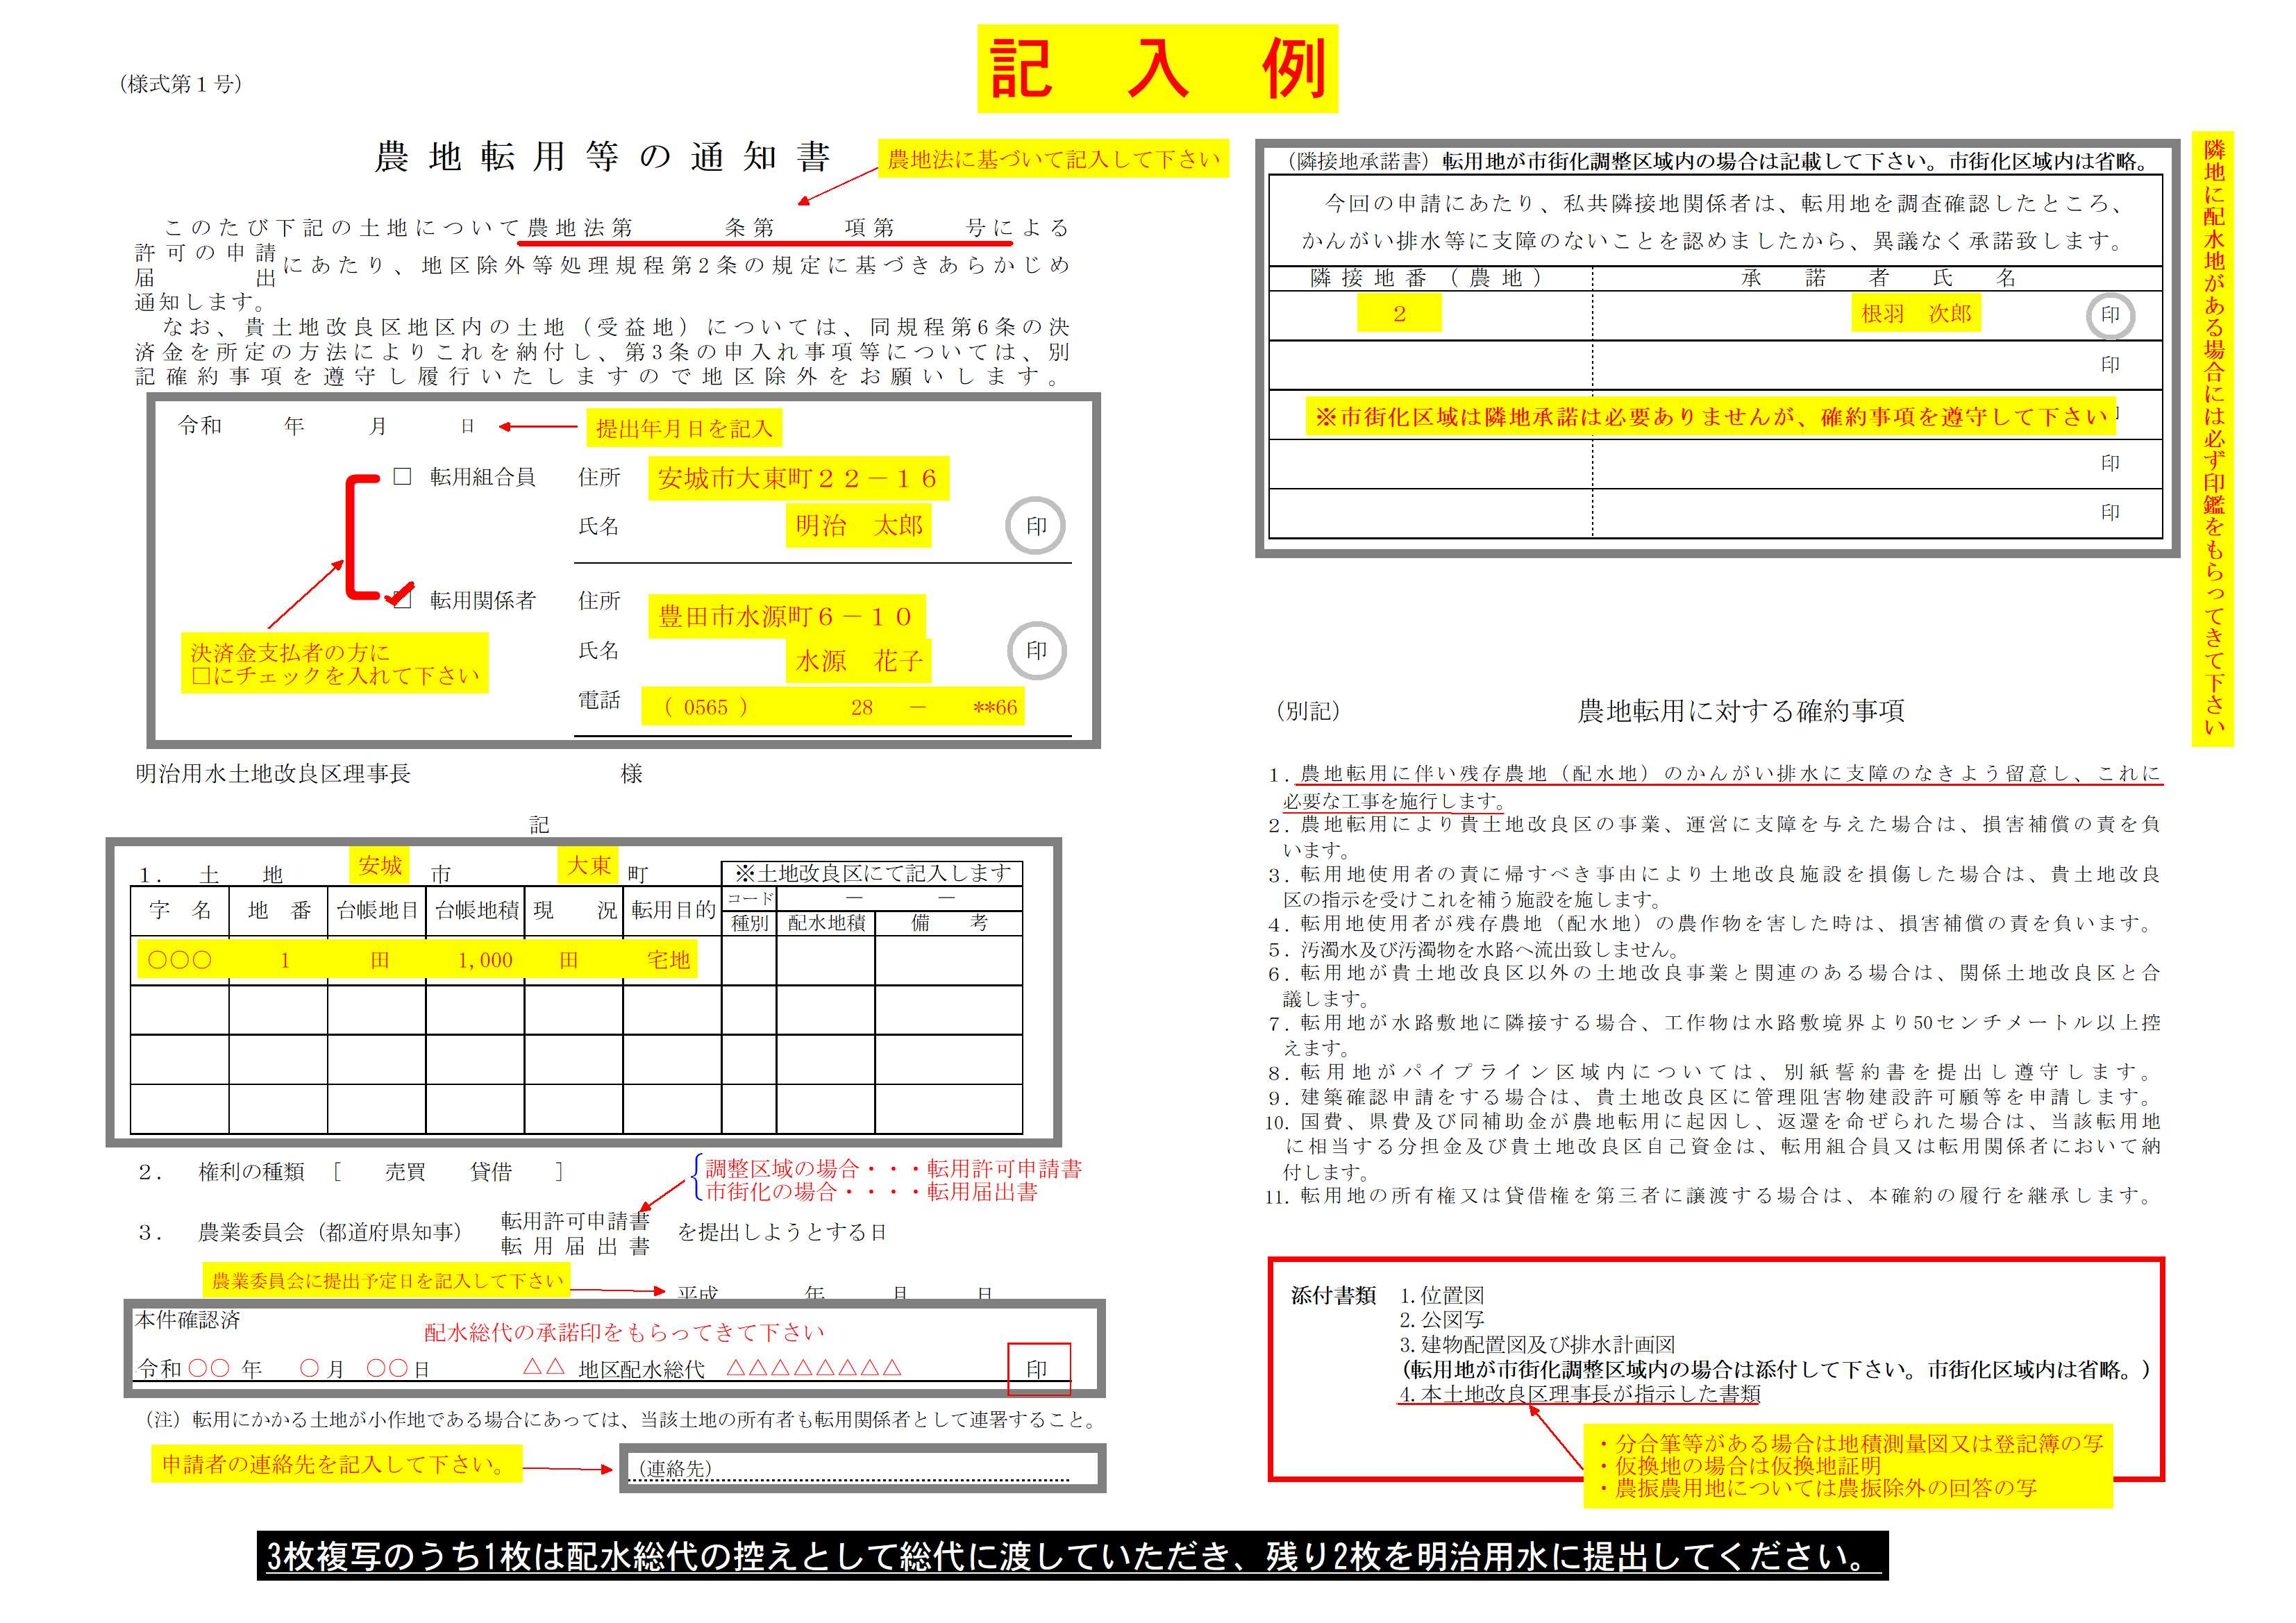 記　入　例
（様式第１号）
農地転用等の通知書
農地法に基づいて記入して下さい
このたび下記の土地について農地法第　　条第　　項第　　号による
許可の申請
届　　　出
にあたり、地区除外等処理規程第2条の規定に基づきあらかじめ
通知します。
なお、貴土地改良区地区内の土地（受益地）については、同規程第6条の決
済金を所定の方法によりこれを納付し、第3条の申入れ事項等については、別
記確約事項を遵守し履行いたしますので地区除外をお願いします。
令和　　年　　月　　日
提出年月日を記入
□　転用組合員　住所　安城市大東町２２－１６
氏名　明治　太郎　印
☑　転用関係者　住所　豊田市水源町６－１０
氏名　水源　花子　印
電話　（ 0565 ）　28　－　**66
決済金支払者の方に
□にチェックを入れて下さい
明治用水土地改良区理事長　　様
記
１．　土　地　安城　市　大東　町　※土地改良区にて記入します
字　名　地　番　台帳地目　台帳地積　現　況　転用目的　コード　－　－
種別　配水地積　備　考
〇〇〇　1　田　1,000　田　宅地
２．　権利の種類　［　売買　貸借　］
調整区域の場合・・・転用許可申請書
市街化の場合・・・・転用届出書
３．　農業委員会（都道府県知事）　転用許可申請書　を提出しようとする日
転用届出書
農業委員会に提出予定日を記入して下さい
平成　　年　　月　　日
本件確認済
配水総代の承諾印をもらってきて下さい
令和 〇〇 年　〇 月　〇〇 日　△△ 地区配水総代　△△△△△△△△　印
（注）転用にかかる土地が小作地である場合にあっては、当該土地の所有者も転用関係者として連署すること。
申請者の連絡先を記入して下さい。
（連絡先）
（隣接地承諾書）転用地が市街化調整区域内の場合は記載して下さい。市街化区域内は省略。
今回の申請にあたり、私共隣接地関係者は、転用地を調査確認したところ、
かんがい排水等に支障のないことを認めましたから、異議なく承諾致します。
隣接地番（農地）　承　諾　者　氏　名
2　根羽　次郎　印
印
※市街化区域は隣地承諾は必要ありませんが、確約事項を遵守して下さい
印
印
隣地に配水地がある場合には必ず印鑑をもらってきて下さい
（別記）　農地転用に対する確約事項
1．農地転用に伴い残存農地（配水地）のかんがい排水に支障のなきよう留意し、これに
必要な工事を施行します。
2．農地転用により貴土地改良区の事業、運営に支障を与えた場合は、損害補償の責を負
います。
3．転用地使用者の責に帰すべき事由により土地改良施設を損傷した場合は、貴土地改良
区の指示を受けこれを補う施設を施します。
4．転用地使用者が残存農地（配水地）の農作物を害した時は、損害補償の責を負います。
5．汚濁水及び汚濁物を水路へ流出致しません。
6．転用地が貴土地改良区以外の土地改良事業と関連のある場合は、関係土地改良区と合
議します。
7．転用地が水路敷地に隣接する場合、工作物は水路敷境界より50センチメートル以上控
えます。
8．転用地がパイプライン区域内については、別紙誓約書を提出し遵守します。
9．建築確認申請をする場合は、貴土地改良区に管理阻害物建設許可願等を申請します。
10．国費、県費及び同補助金が農地転用に起因し、返還を命ぜられた場合は、当該転用地
に相当する分担金及び貴土地改良区自己資金は、転用組合員又は転用関係者において納
付します。
11．転用地の所有権又は貸借権を第三者に譲渡する場合は、本確約の履行を継承します。
添付書類　1.位置図
2.公図写
3.建物配置図及び排水計画図
（転用地が市街化調整区域内の場合は添付して下さい。市街化区域内は省略。）
4.本土地改良区理事長が指示した書類
・分合筆等がある場合は地積測量図又は登記簿の写
・仮換地の場合は仮換地証明
・農振農用地については農振除外の回答の写
3枚複写のうち1枚は配水総代の控えとして総代に渡していただき、残り2枚を明治用水に提出してください。